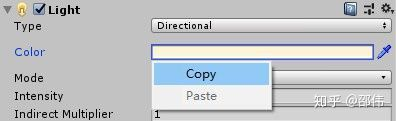 Light
Type Directional
Color
Copy
Mode
Paste
Intensity
Indirect Multiplier 1
知乎 @邵伟